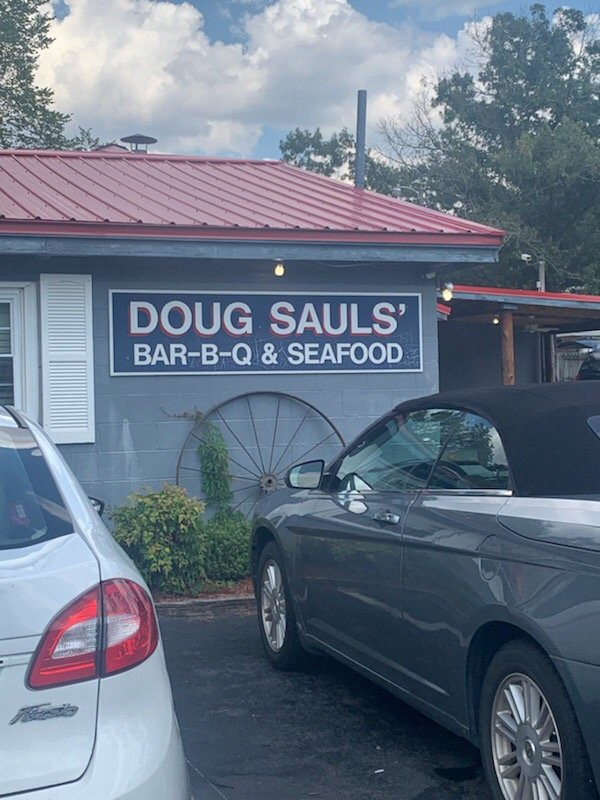 DOUG SAULS'
BAR-B-Q & SEAFOOD
Fiesta